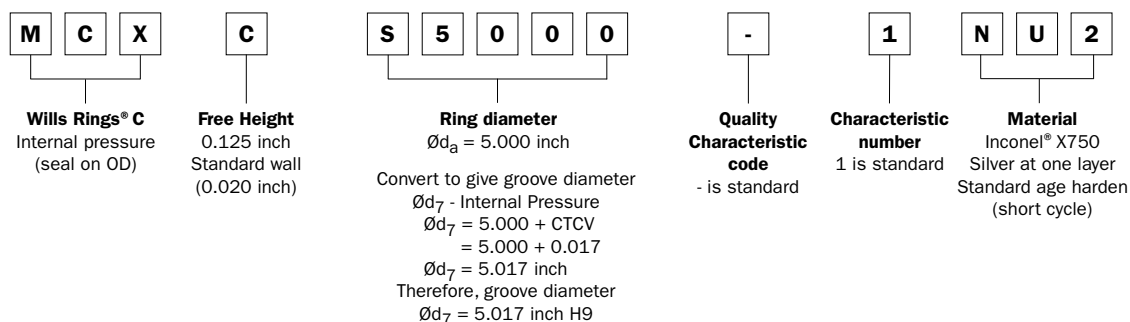 M C X C S 5 0 0 0 - 1 N U 2
Wills Rings® C
Internal pressure
(seal on OD)
Free Height
0.125 inch
Standard wall
(0.020 inch)
Ring diameter
Ød_a = 5.000 inch
Convert to give groove diameter
Ød_7 - Internal Pressure
Ød_7 = 5.000 + CTCV
= 5.000 + 0.017
Ød_7 = 5.017 inch
Therefore, groove diameter
Ød_7 = 5.017 inch H9
Quality
Characteristic
code
- is standard
Characteristic
number
1 is standard
Material
Inconel® X750
Silver at one layer
Standard age harden
(short cycle)